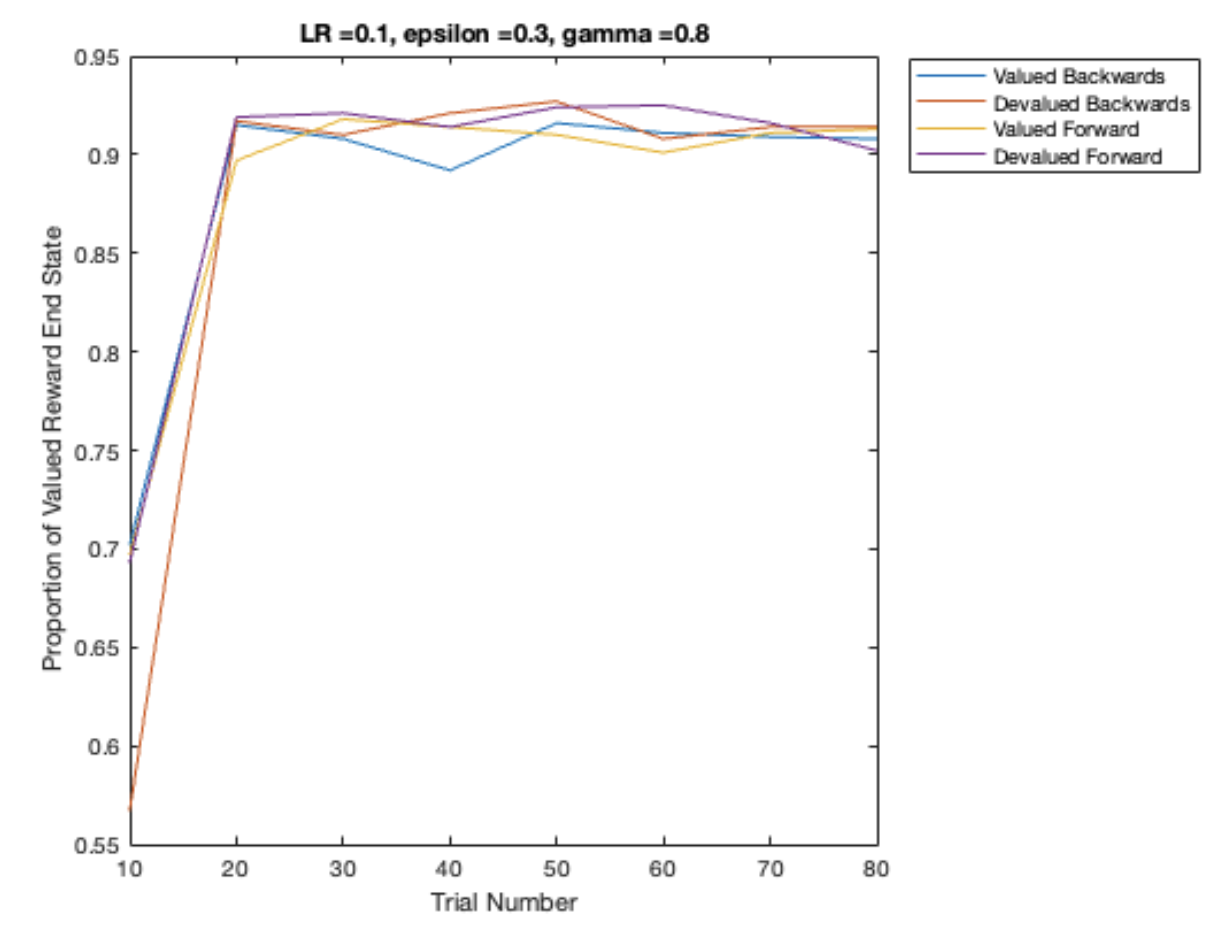 LR =0.1, epsilon =0.3, gamma =0.8
0.95
0.9
0.85
0.8
0.75
0.7
0.65
0.6
0.55
Proportion of Valued Reward End State
10 20 30 40 50 60 70 80
Trial Number
Valued Backwards
Devalued Backwards
Valued Forward
Devalued Forward